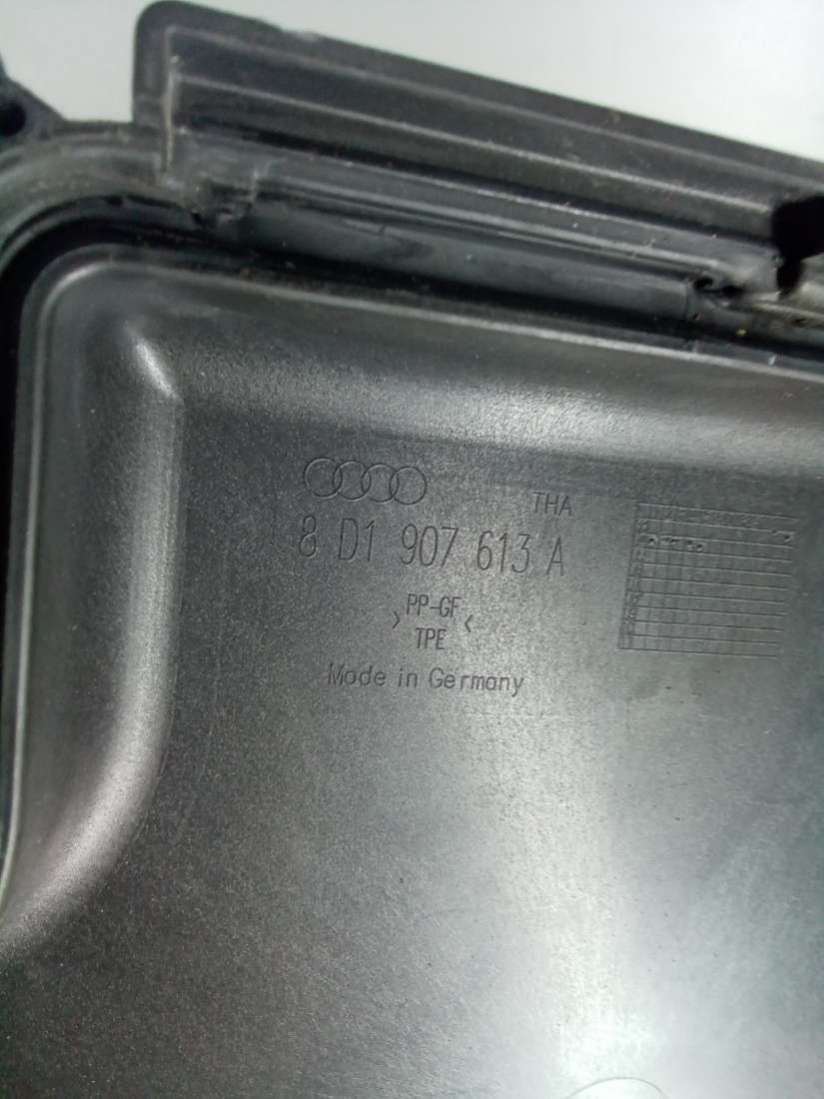 THA
8 D1 907 613 A
>PP-GF
TPE<
Made in Germany